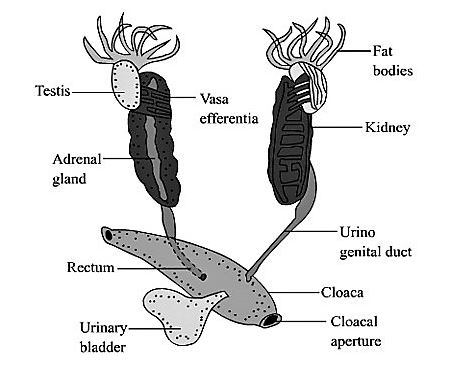 Fat
bodies
Testis
Vasa
efferentia
Kidney
Adrenal
gland
Urino
genital duct
Rectum
Cloaca
Urinary
bladder
Cloacal
aperture